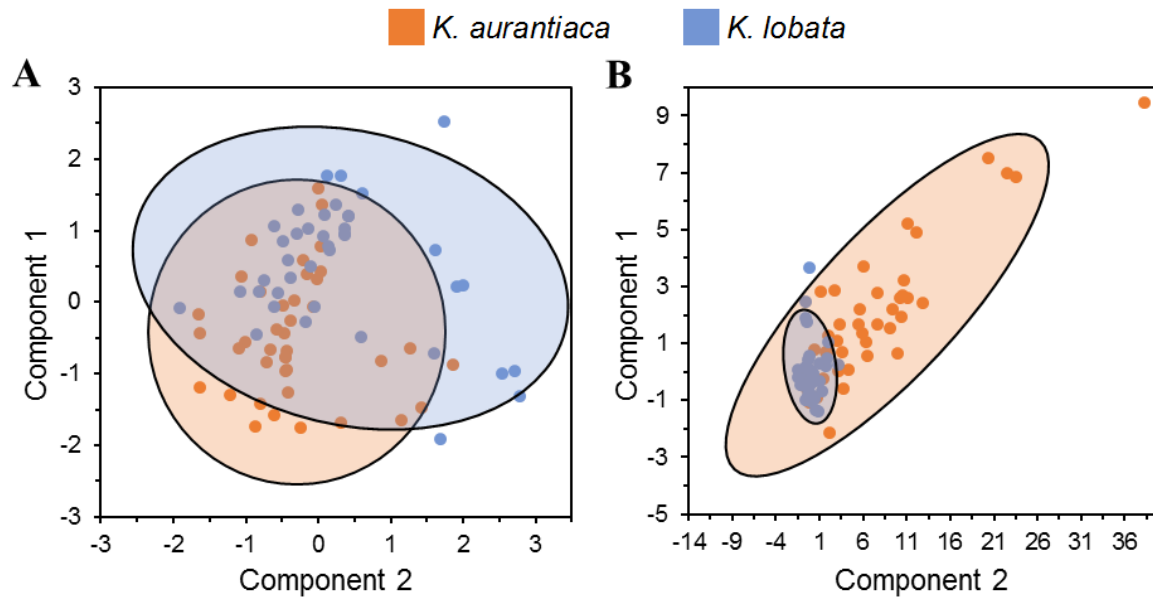 K. aurantiaca K. lobata
A B
3
2
1
0
-1
-2
-3
Component 1
-3 -2 -1 0 1 2 3
Component 2
9
7
5
3
1
-1
-3
-5
Component 1
-14 -9 -4 1 6 11 16 21 26 31 36
Component 2